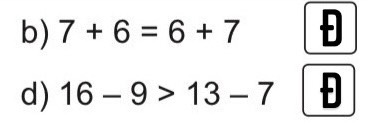 b) 7 + 6 = 6 + 7 Đ
d) 16 – 9 > 13 – 7 Đ